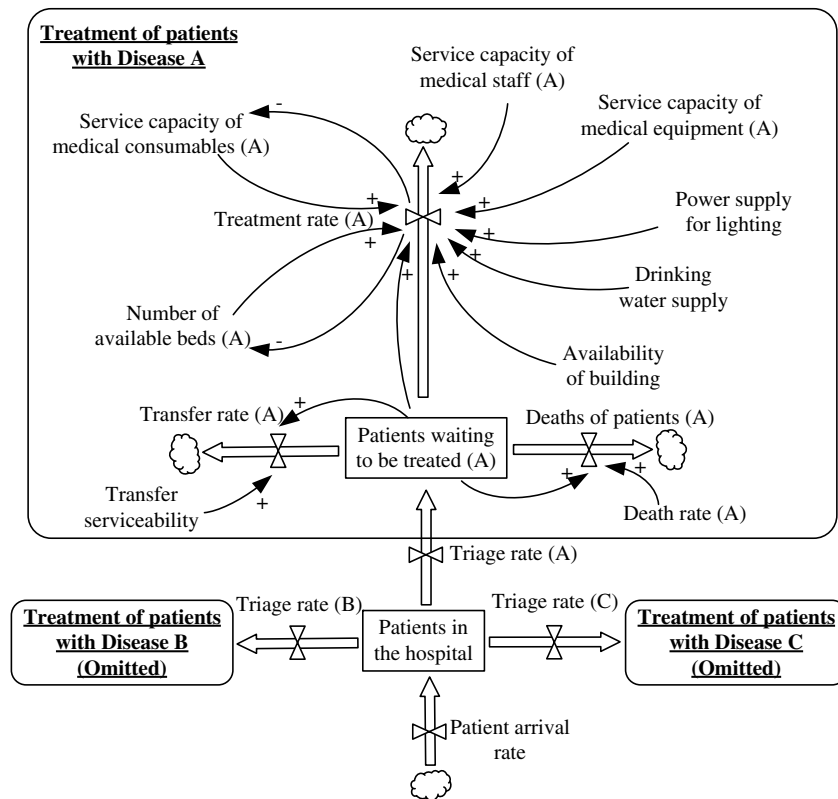 Treatment of patients
with Disease A
Service capacity of
medical staff (A)
-
Service capacity of
medical consumables (A)
Service capacity of
medical equipment (A)
+
+
+
Treatment rate (A)
Power supply
for lighting
+
+
+
+
+
Drinking
water supply
Number of
available beds (A)
-
Availability
of building
Transfer rate (A)
+
Deaths of patients (A)
Patients waiting
to be treated (A)
+
+
Transfer
serviceability
+
Death rate (A)
Triage rate (A)
Triage rate (B)
Triage rate (C)
Treatment of patients
with Disease B
(Omitted)
Patients in
the hospital
Treatment of patients
with Disease C
(Omitted)
Patient arrival
rate